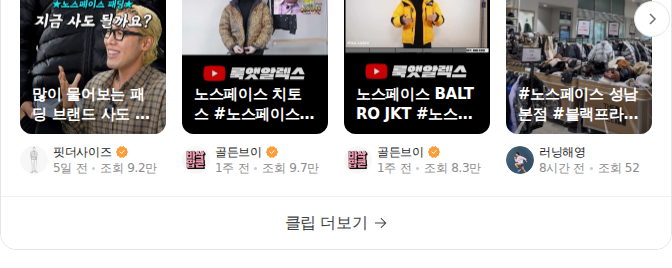 ★노스페이스 패딩★
지금 사도 될까요?
많이 물어보는 패
딩 브랜드 사도 ...
핏더사이즈
5일 전 · 조회 9.2만
룩앳알렉스
노스페이스 치토
스 #노스페이스...
골든브이
1주 전 · 조회 9.7만
룩앳알렉스
노스페이스 BALT
RO JKT #노스...
골든브이
1주 전 · 조회 8.3만
#노스페이스 성남
분점 #블랙프라...
러닝해영
8시간 전 · 조회 52
클립 더보기 →